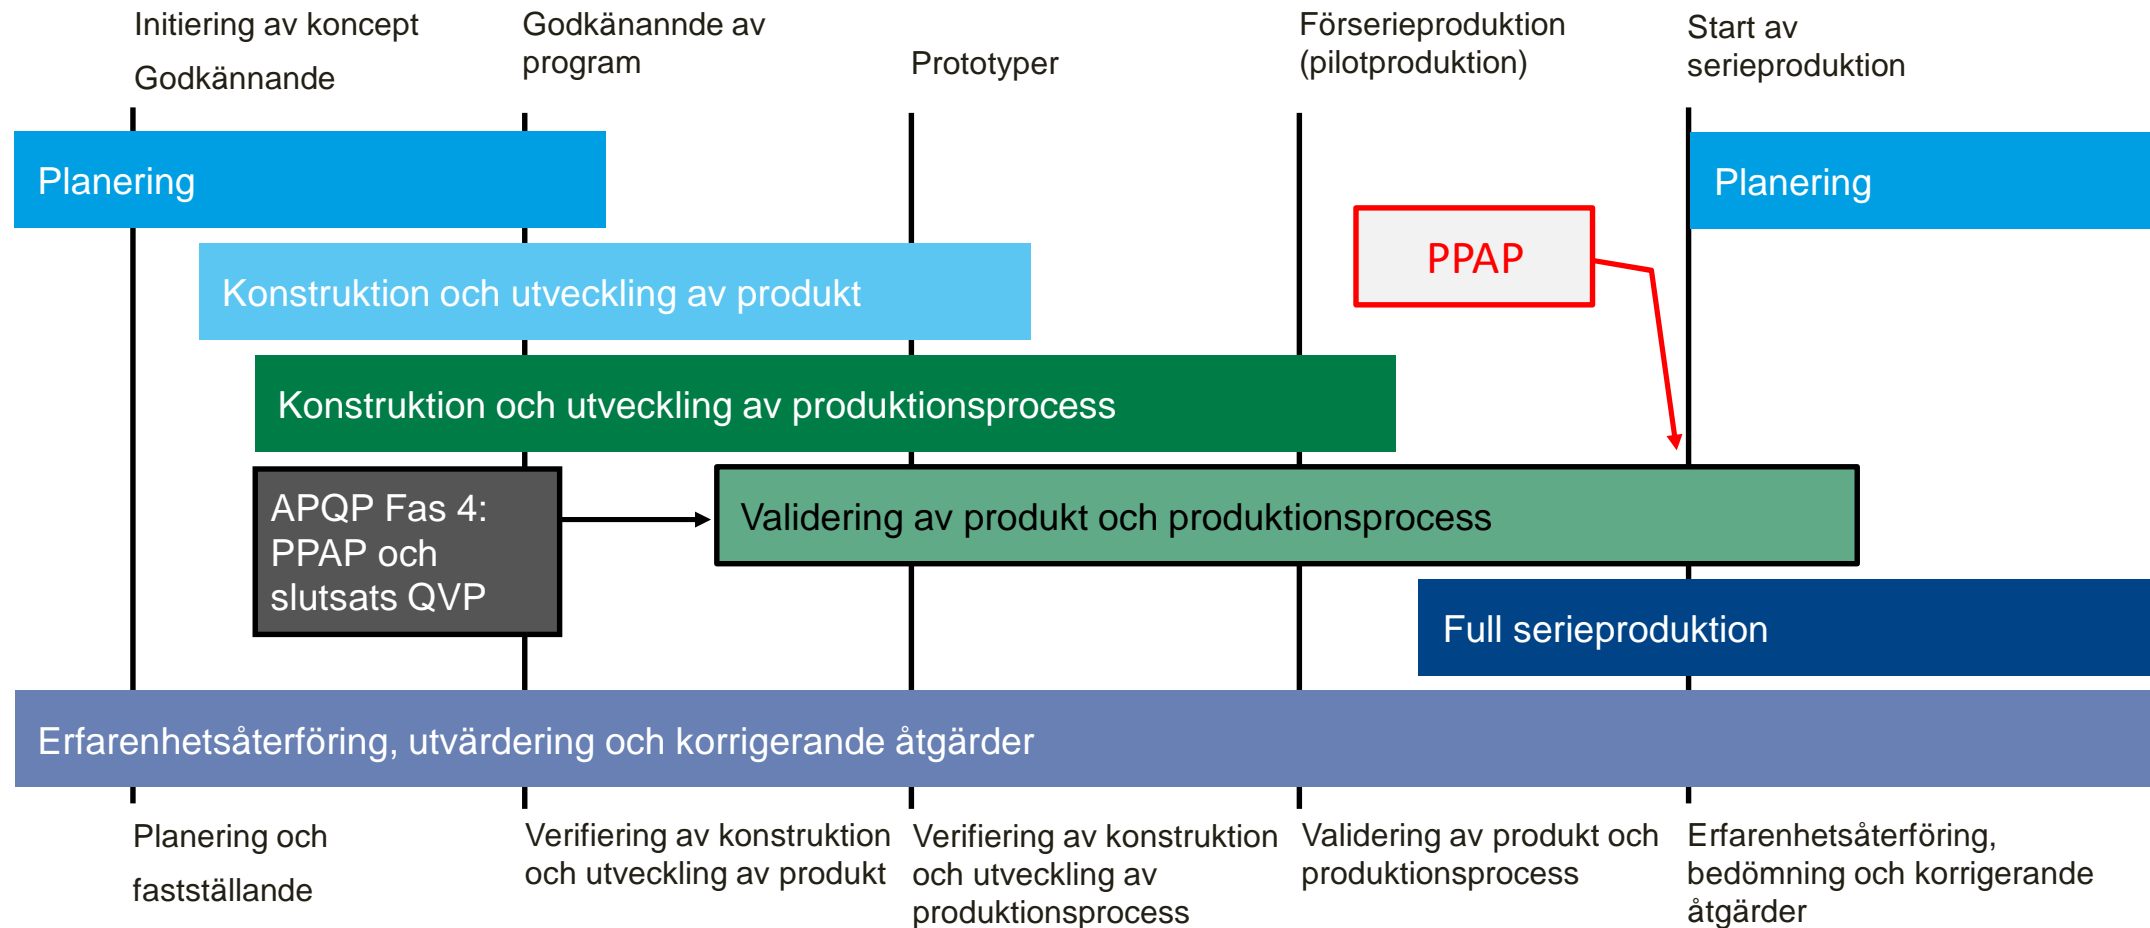 Initiering av koncept
Godkännande
Godkänannde av
program
Prototyper
Förserieproduktion
(pilotproduktion)
Start av
serieproduktion
Planering
Planering
Konstruktion och utveckling av produkt
PPAP
Konstruktion och utveckling av produktionsprocess
APQP Fas 4:
PPAP och
slutsats QVP
Validering av produkt och produktionsprocess
Full serieproduktion
Erfarenhetsåterföring, utvärdering och korrigerande åtgärder
Planering och
fastställande
Verifiering av konstruktion
och utveckling av produkt
Verifiering av konstruktion
och utveckling av
produktionsprocess
Validering av produkt och
produktionsprocess
Erfarenhetsåterföring,
bedömning och korrigerande
åtgärder